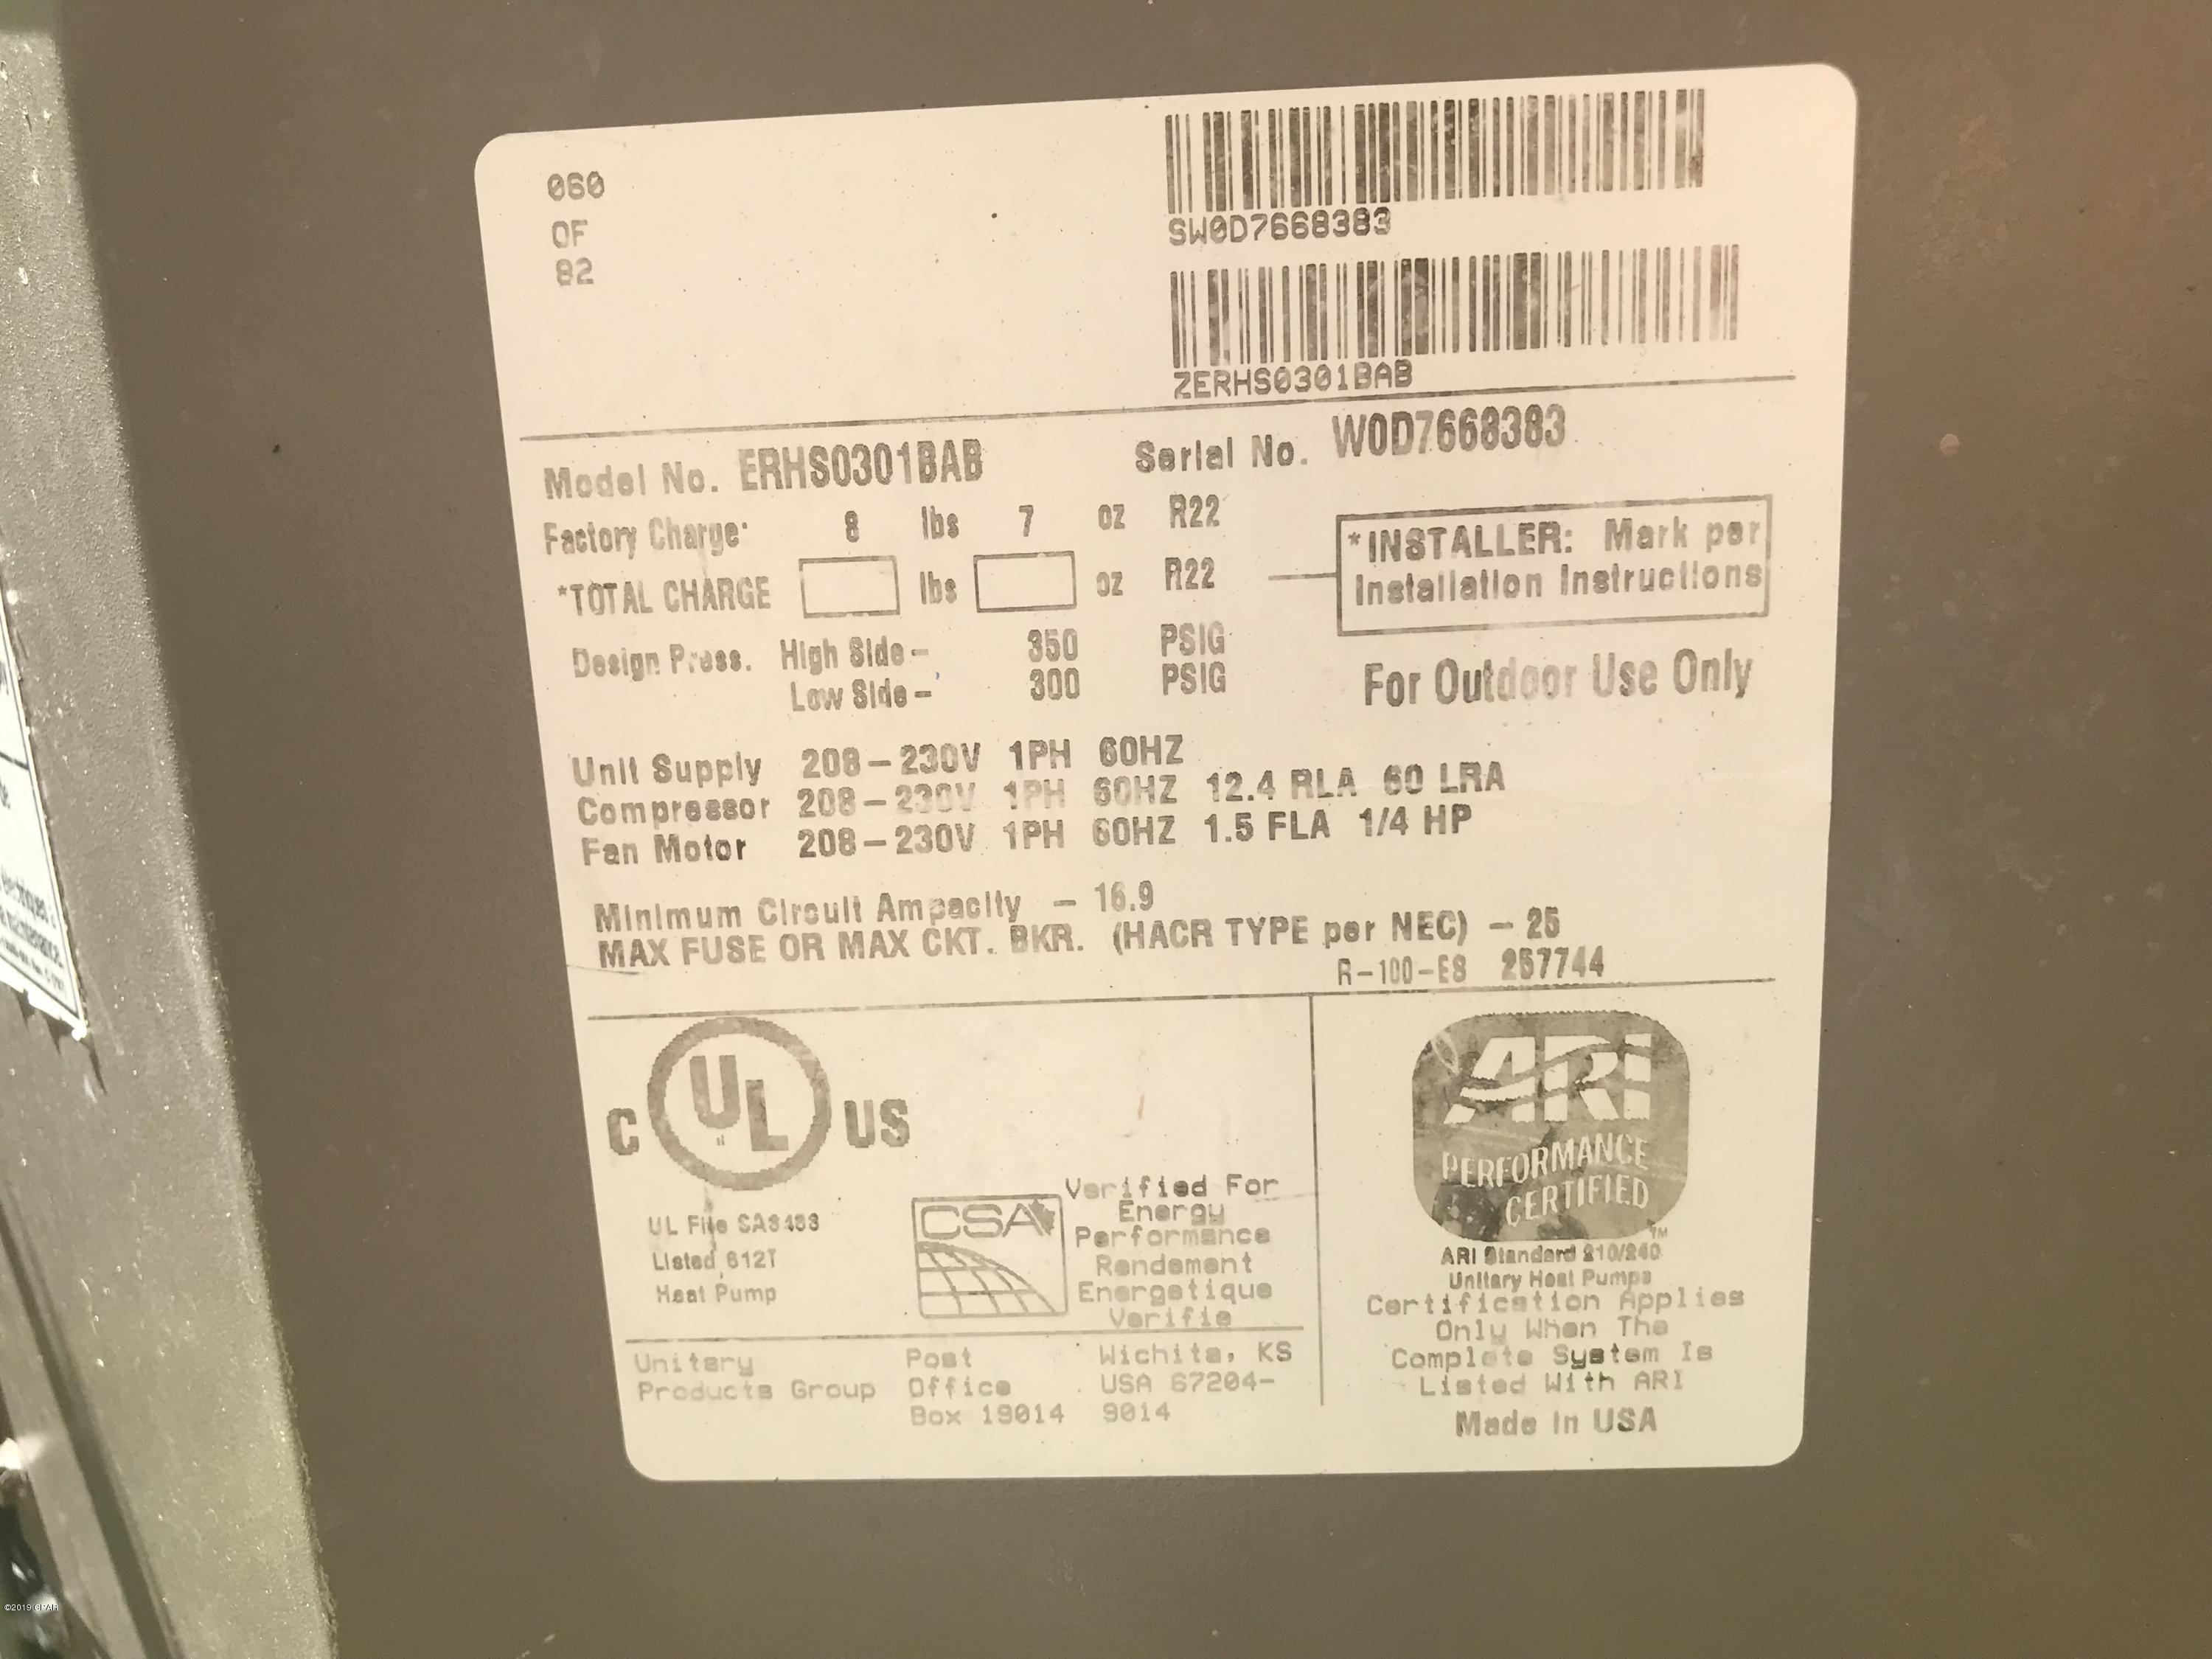 060
OF
82
SW0D7668383
ZERHS0301BAB
Model No. ERHS0301BAB Serial No. W0D7668383
Factory Charge: 8 lbs 7 oz R22
*TOTAL CHARGE lbs oz R22
*INSTALLER: Mark per
Installation Instructions
Design Press. High Side- 350 PSIG
Low Side- 300 PSIG
For Outdoor Use Only
Unit Supply 208-230V 1PH 60HZ
Compressor 208-230V 1PH 60HZ 12.4 RLA 60 LRA
Fan Motor 208-230V 1PH 60HZ 1.5 FLA 1/4 HP
Minimum Circuit Ampacity - 16.9
MAX FUSE OR MAX CKT. BKR. (HACR TYPE per NEC) - 25
R-100-E8 257744
C UL US
UL File
Listed 612T
Heat Pump
CSA
Verified For
Energy
Performance
Rendement
Energetique
Verifie
ARI
PERFORMANCE
CERTIFIED
TM
ARI Standard 210/240
Unitary Heat Pumps
Certification Applies
Only When The
Complete System Is
Listed With ARI
Made In USA
Unitary
Products Group
Post
Office
Box 19014
Wichita, KS
USA 67204-
9014